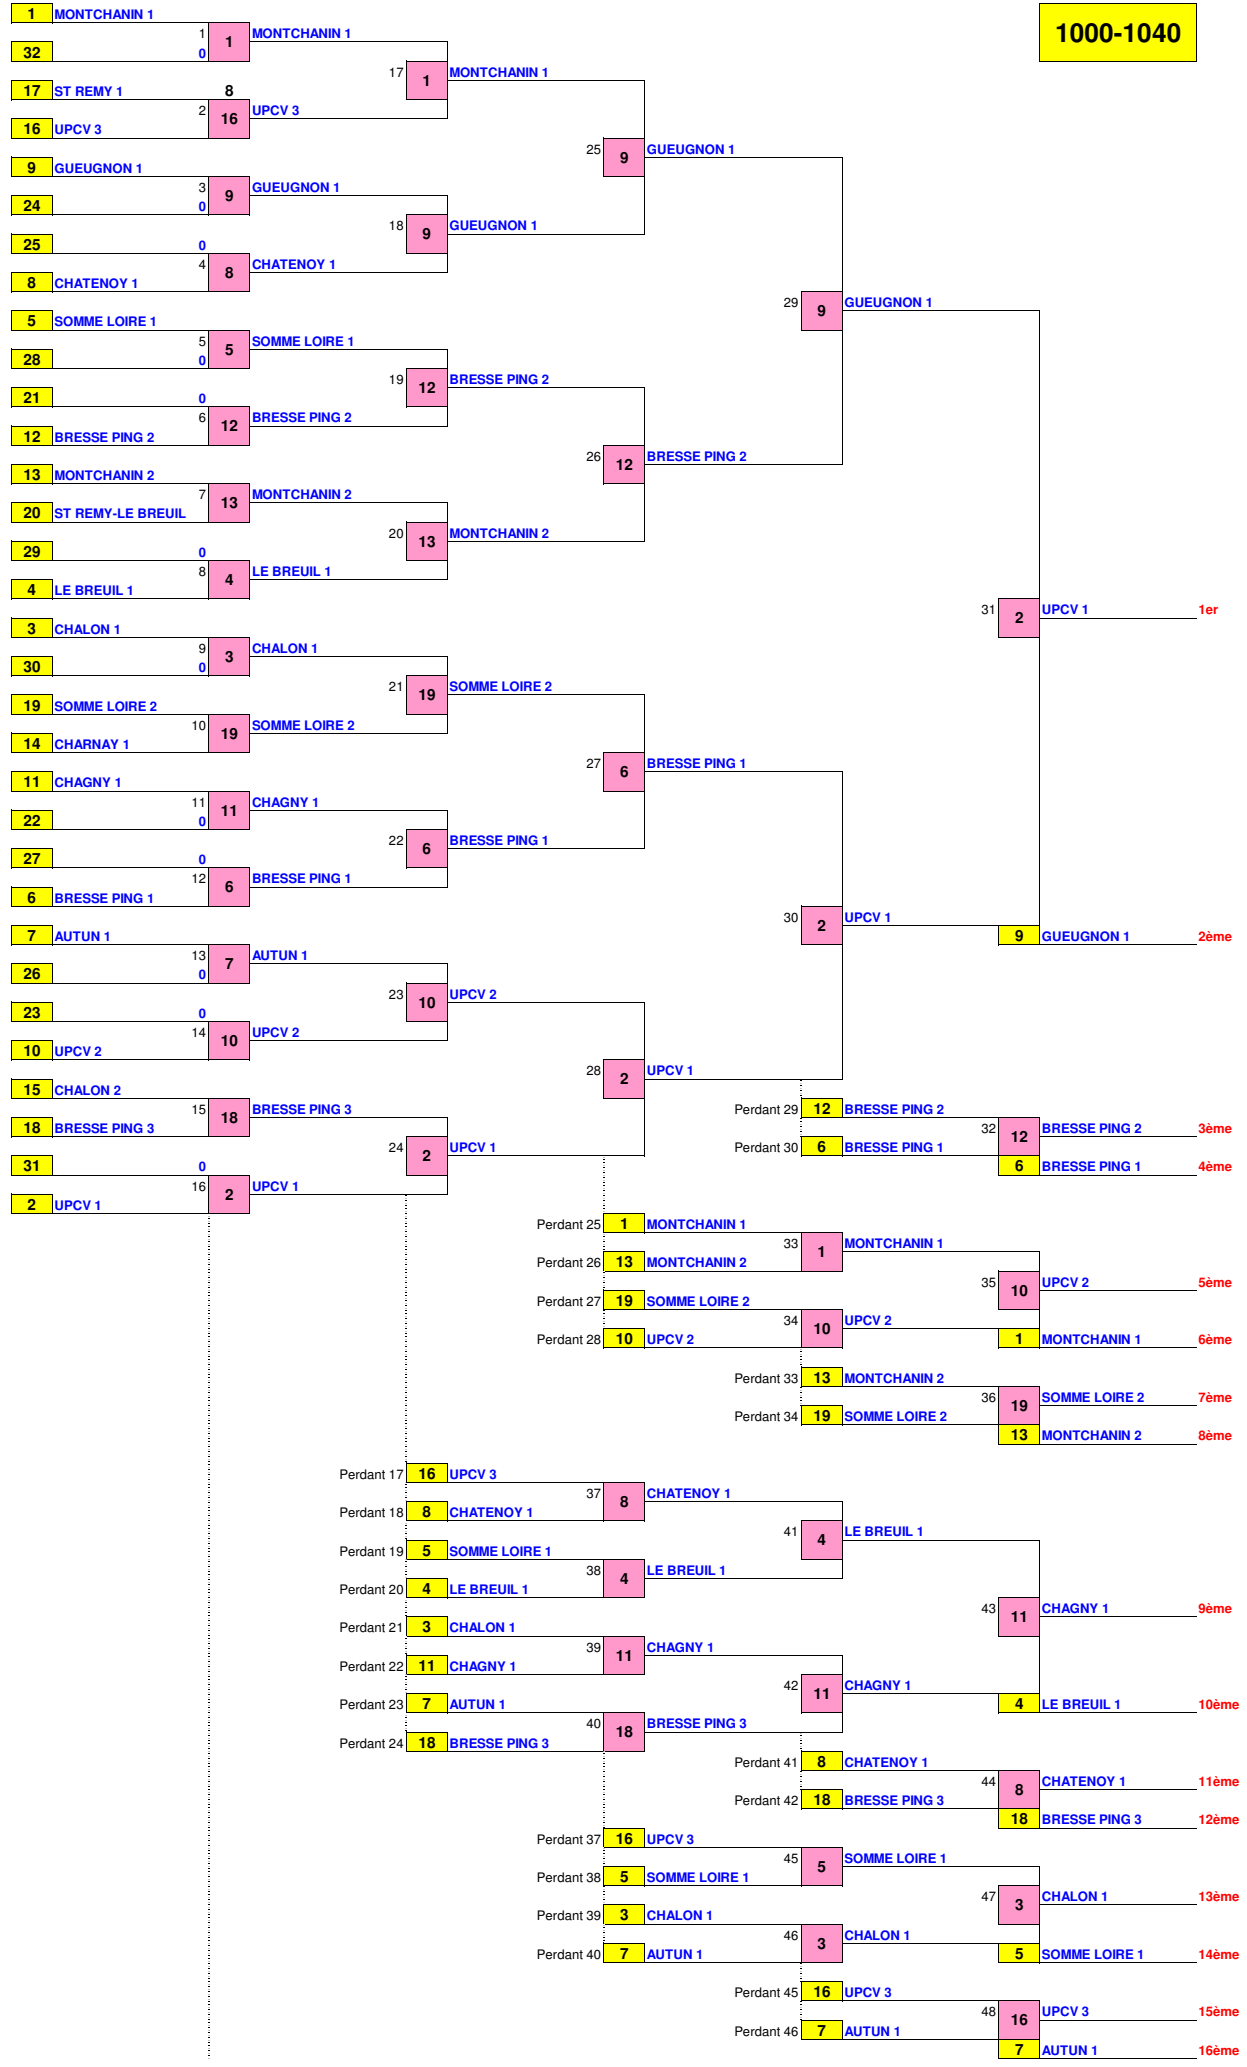 1 MONTCHANIN 1
1000-1040
1 1 MONTCHANIN 1
32 0
17 1 MONTCHANIN 1
17 ST REMY 1 8
2 16 UPCV 3
16 UPCV 3
25 9 GUEUGNON 1
9 GUEUGNON 1
3 9 GUEUGNON 1
24 0
18 9 GUEUGNON 1
25 0
4 8 CHATENOY 1
8 CHATENOY 1
29 9 GUEUGNON 1
5 SOMME LOIRE 1
5 5 SOMME LOIRE 1
28 0
19 12 BRESSE PING 2
21 0
6 12 BRESSE PING 2
12 BRESSE PING 2
26 12 BRESSE PING 2
13 MONTCHANIN 2
7 13 MONTCHANIN 2
20 ST REMY-LE BREUIL
20 13 MONTCHANIN 2
29 0
8 4 LE BREUIL 1
4 LE BREUIL 1
31 2 UPCV 1 1er
3 CHALON 1
9 3 CHALON 1
30 0
21 19 SOMME LOIRE 2
19 SOMME LOIRE 2
10 19 SOMME LOIRE 2
14 CHARNAY 1
27 6 BRESSE PING 1
11 CHAGNY 1
11 11 CHAGNY 1
22 0
22 6 BRESSE PING 1
27 0
12 6 BRESSE PING 1
6 BRESSE PING 1
30 2 UPCV 1
7 AUTUN 1
9 GUEUGNON 1 2ème
13 7 AUTUN 1
26 0
23 10 UPCV 2
23 0
14 10 UPCV 2
10 UPCV 2
28 2 UPCV 1
15 CHALON 2
15 18 BRESSE PING 3
Perdant 29 12 BRESSE PING 2
18 BRESSE PING 3
32 12 BRESSE PING 2 3ème
24 2 UPCV 1
Perdant 30 6 BRESSE PING 1
31 0
6 BRESSE PING 1 4ème
16 2 UPCV 1
2 UPCV 1
Perdant 25 1 MONTCHANIN 1
33 1 MONTCHANIN 1
Perdant 26 13 MONTCHANIN 2
35 10 UPCV 2 5ème
Perdant 27 19 SOMME LOIRE 2
34 10 UPCV 2
Perdant 28 10 UPCV 2
1 MONTCHANIN 1 6ème
Perdant 33 13 MONTCHANIN 2
36 19 SOMME LOIRE 2 7ème
Perdant 34 19 SOMME LOIRE 2
13 MONTCHANIN 2 8ème
Perdant 17 16 UPCV 3
37 8 CHATENOY 1
Perdant 18 8 CHATENOY 1
41 4 LE BREUIL 1
Perdant 19 5 SOMME LOIRE 1
38 4 LE BREUIL 1
Perdant 20 4 LE BREUIL 1
43 11 CHAGNY 1 9ème
Perdant 21 3 CHALON 1
39 11 CHAGNY 1
Perdant 22 11 CHAGNY 1
42 11 CHAGNY 1
Perdant 23 7 AUTUN 1
4 LE BREUIL 1 10ème
40 18 BRESSE PING 3
Perdant 24 18 BRESSE PING 3
Perdant 41 8 CHATENOY 1
44 8 CHATENOY 1 11ème
Perdant 42 18 BRESSE PING 3
18 BRESSE PING 3 12ème
Perdant 37 16 UPCV 3
45 5 SOMME LOIRE 1
Perdant 38 5 SOMME LOIRE 1
47 3 CHALON 1 13ème
Perdant 39 3 CHALON 1
46 3 CHALON 1
Perdant 40 7 AUTUN 1
5 SOMME LOIRE 1 14ème
Perdant 45 16 UPCV 3
48 16 UPCV 3 15ème
Perdant 46 7 AUTUN 1
7 AUTUN 1 16ème